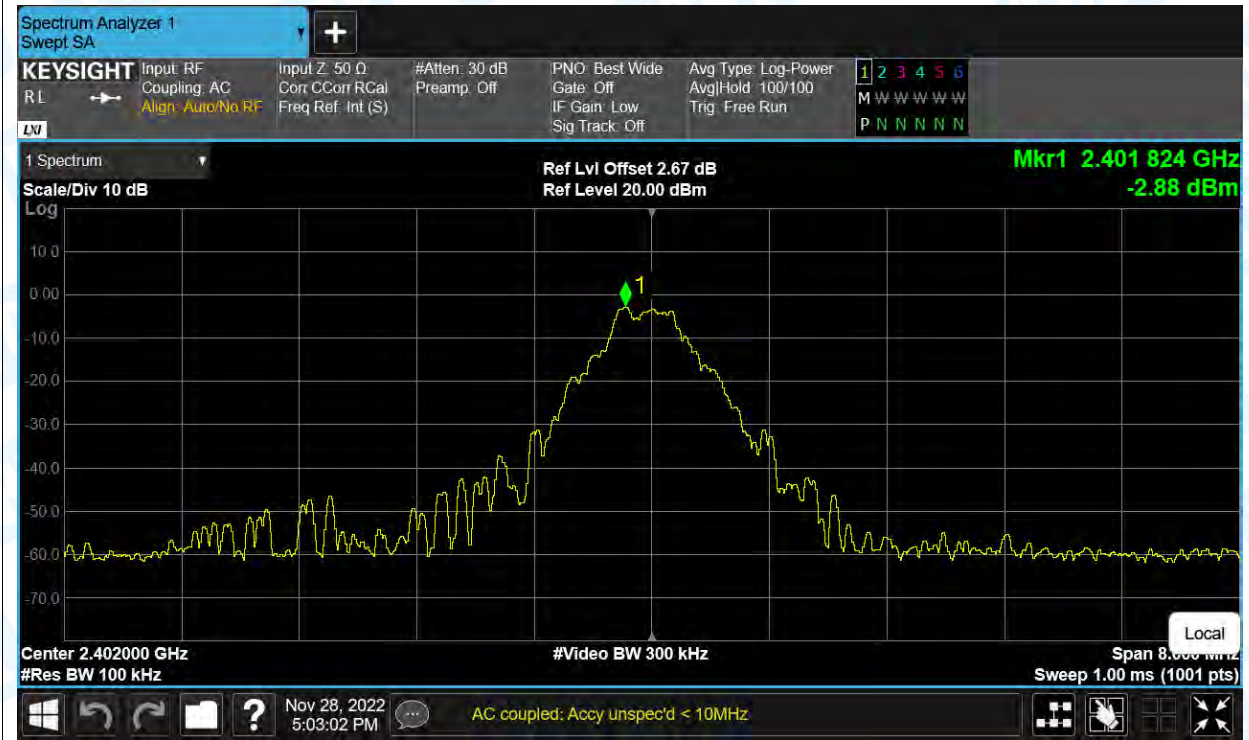 Spectrum Analyzer 1
Swept SA
+
KEYSIGHT Input: RF Input Z: 50 Ω #Atten: 30 dB PNO: Best Wide Avg Type: Log-Power 1 2 3 4 5 6
RL Coupling: AC Corr CCorr RCal Preamp: Off Gate: Off Avg|Hold: 100/100 M W W W W W W
Align: Auto/No RF Freq Ref: Int (S) IF Gain: Low Trig: Free Run
LXI Sig Track: Off P N N N N N N
1 Spectrum Ref Lvl Offset 2.67 dB Mkr1 2.401 824 GHz
Scale/Div 10 dB Ref Level 20.00 dBm -2.88 dBm
Log
10.0
1
0.00
-10.0
-20.0
-30.0
-40.0
-50.0
-60.0
-70.0
Local
Center 2.402000 GHz #Video BW 300 kHz Span
#Res BW 100 kHz Sweep 1.00 ms (1001 pts)
? Nov 28, 2022 AC coupled: Accy unspec'd < 10MHz
5:03:02 PM